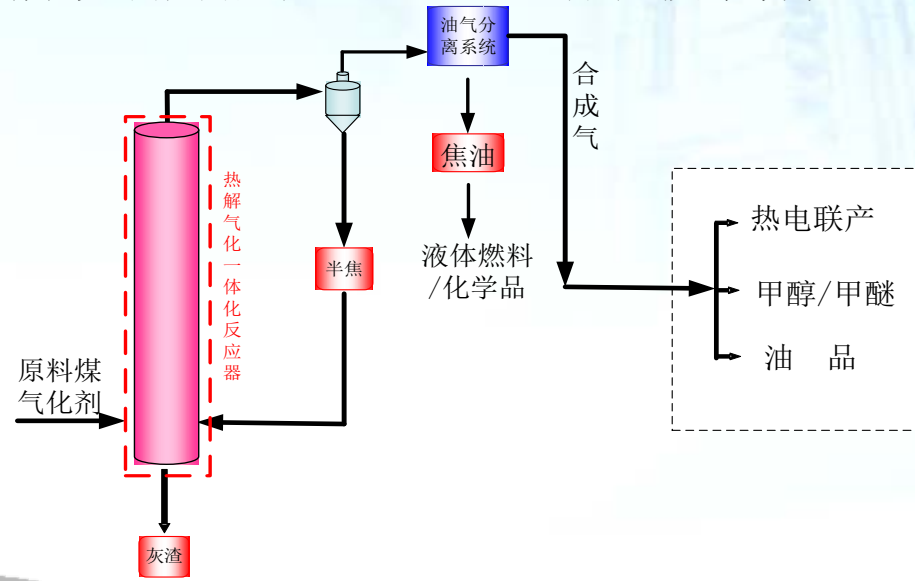 油气分
离系统
合成气
焦油
热解气化一体化反应器
半焦
液体燃料
/化学品
热电联产
甲醇/甲醚
油 品
原料煤
气化剂
灰渣